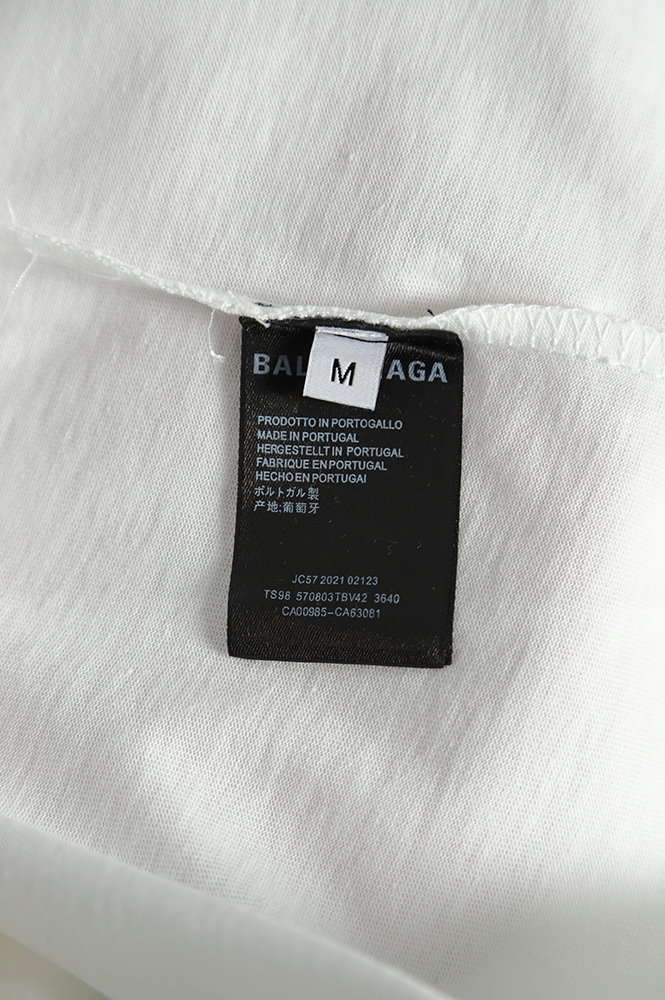 BAL AGA
M
PRODOTTO IN PORTOGALLO
MADE IN PORTUGAL
HERGESTELLT IN PORTUGAL
FABRIQUE EN PORTUGAL
HECHO EN PORTUGAI
ポルトガル製
产地:葡萄牙
JC57 2021 02123
TS98 570803TBV42 3640
CA00985-CA63081